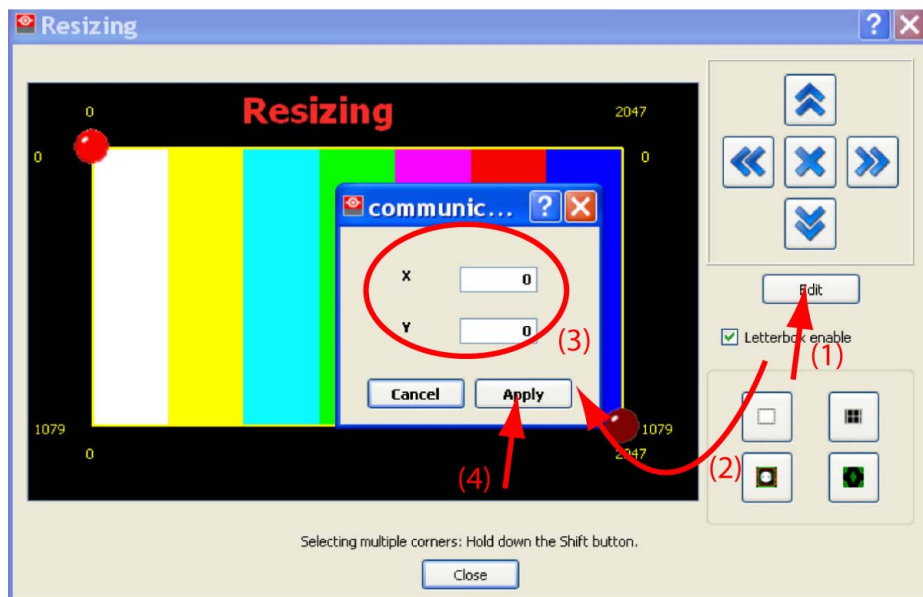 Resizing
Resizing
0
2047
0
0
communic...
X
0
Y
0
(3)
Cancel
Apply
1079
1079
0
2047
(4)
Edit
(1)
Letterbox enable
(2)
Selecting multiple corners: Hold down the Shift button.
Close